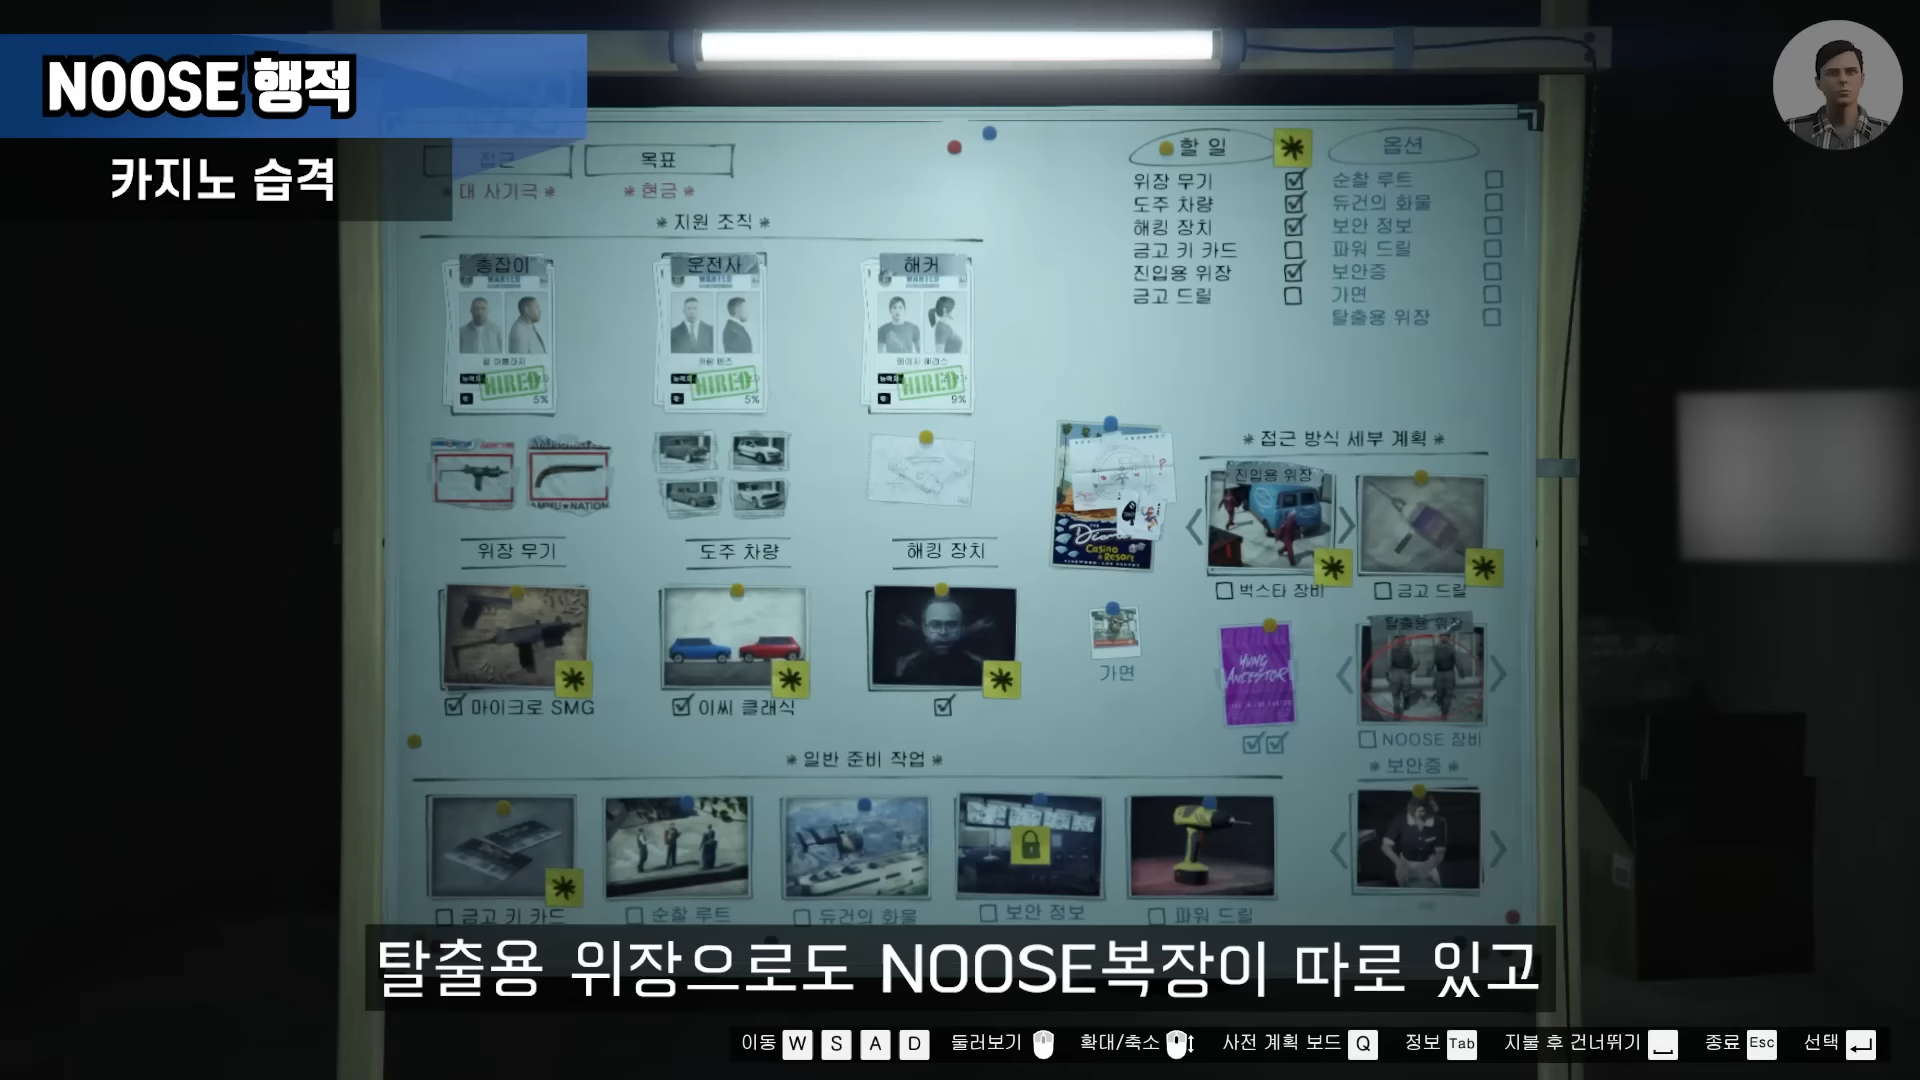 NOOSE 행적
카지노 습격
접근
목표
* 대 사기극 *
* 현금 *
* 지원 조직 *
총잡이
운전사
해커
HIRED
HIRED
HIRED
5%
5%
9%
할 일
위장 무기
도주 차량
해킹 장치
금고 키 카드
진입용 위장
금고 드릴
옵션
순찰 루트
듀건의 화물
보안 정보
파워 드릴
보안증
가면
탈출용 위장
AMMU★NATION
위장 무기
도주 차량
해킹 장치
마이크로 SMG
이씨 클래식
THE
Diamond
Casino
& Resort
가면
* 접근 방식 세부 계획 *
진입용 위장
벅스타 장비
금고 드릴
YUNG
ANCESTOR
탈출용 위장
NOOSE 장비
* 보안증 *
* 일반 준비 작업 *
금고 키 카드
순찰 루트
듀건의 화물
보안 정보
파워 드릴
탈출용 위장으로도 NOOSE복장이 따로 있고
이동 W S A D 둘러보기 확대/축소 사전 계획 보드 Q 정보 Tab 지불 후 건너뛰기 종료 Esc 선택